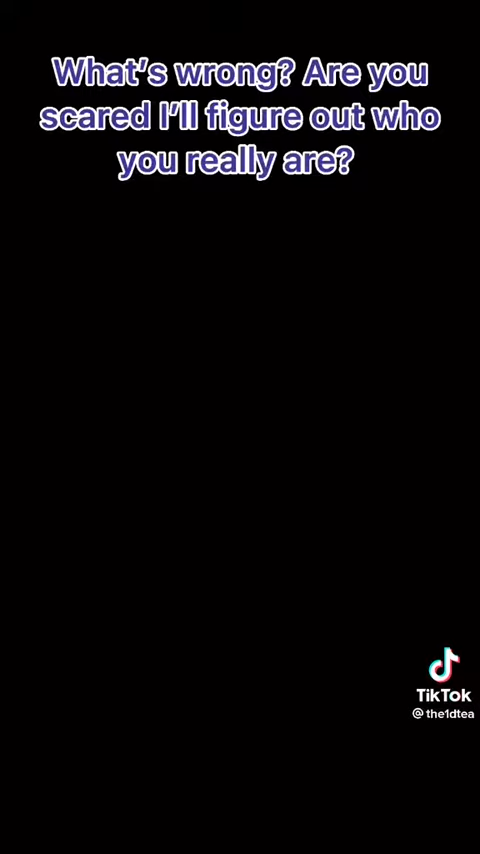 What’s wrong? Are you
scared I’ll figure out who
you really are?
TikTok
@the1dtea